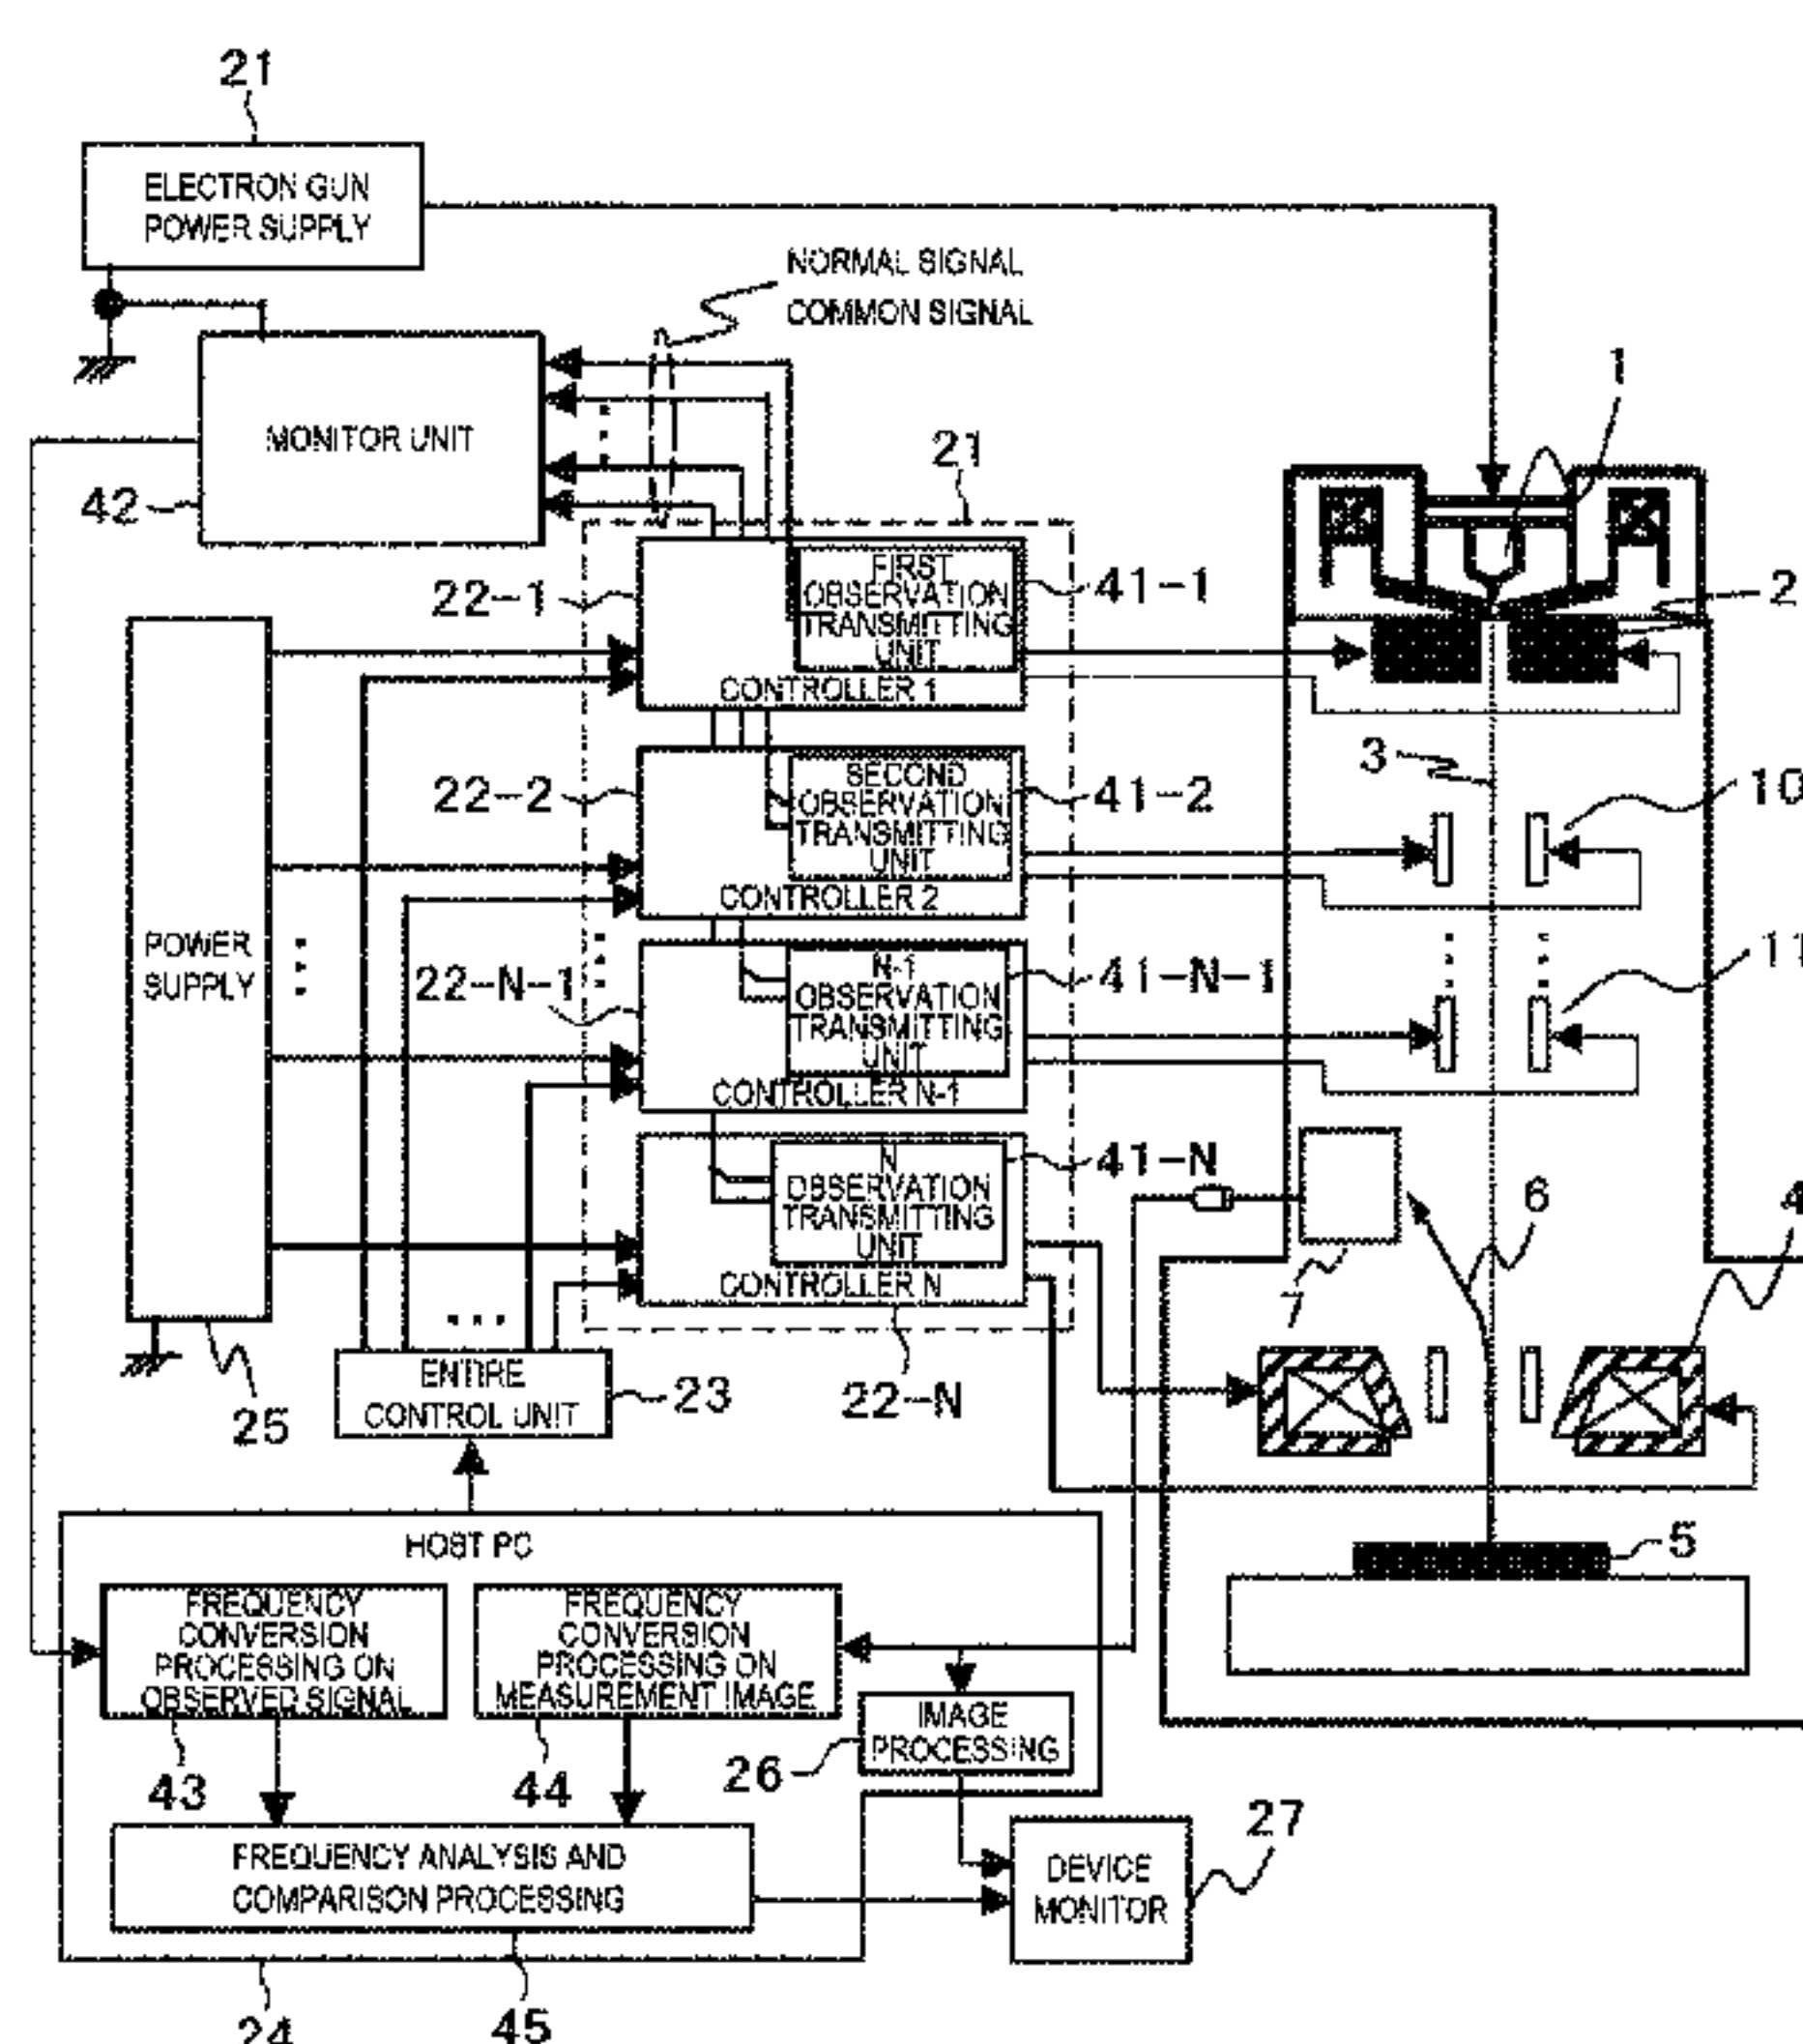 21
ELECTRON GUN
POWER SUPPLY
NORMAL SIGNAL
COMMON SIGNAL
MONITOR UNIT
42
21
1
22-1
FIRST
OBSERVATION
TRANSMITTING
UNIT
41-1
CONTROLLER 1
2
3
22-2
SECOND
OBSERVATION
TRANSMITTING
UNIT
41-2
CONTROLLER 2
10
POWER
SUPPLY
22-N-1
N-1
OBSERVATION
TRANSMITTING
UNIT
41-N-1
CONTROLLER N-1
11
N
OBSERVATION
TRANSMITTING
UNIT
41-N
CONTROLLER N
6
4
7
25
ENTIRE
CONTROL UNIT
23
22-N
HOST PC
5
FREQUENCY
CONVERSION
PROCESSING ON
OBSERVED SIGNAL
FREQUENCY
CONVERSION
PROCESSING ON
MEASUREMENT IMAGE
IMAGE
PROCESSING
43
44
26
FREQUENCY ANALYSIS AND
COMPARISON PROCESSING
DEVICE
MONITOR
27
24
45